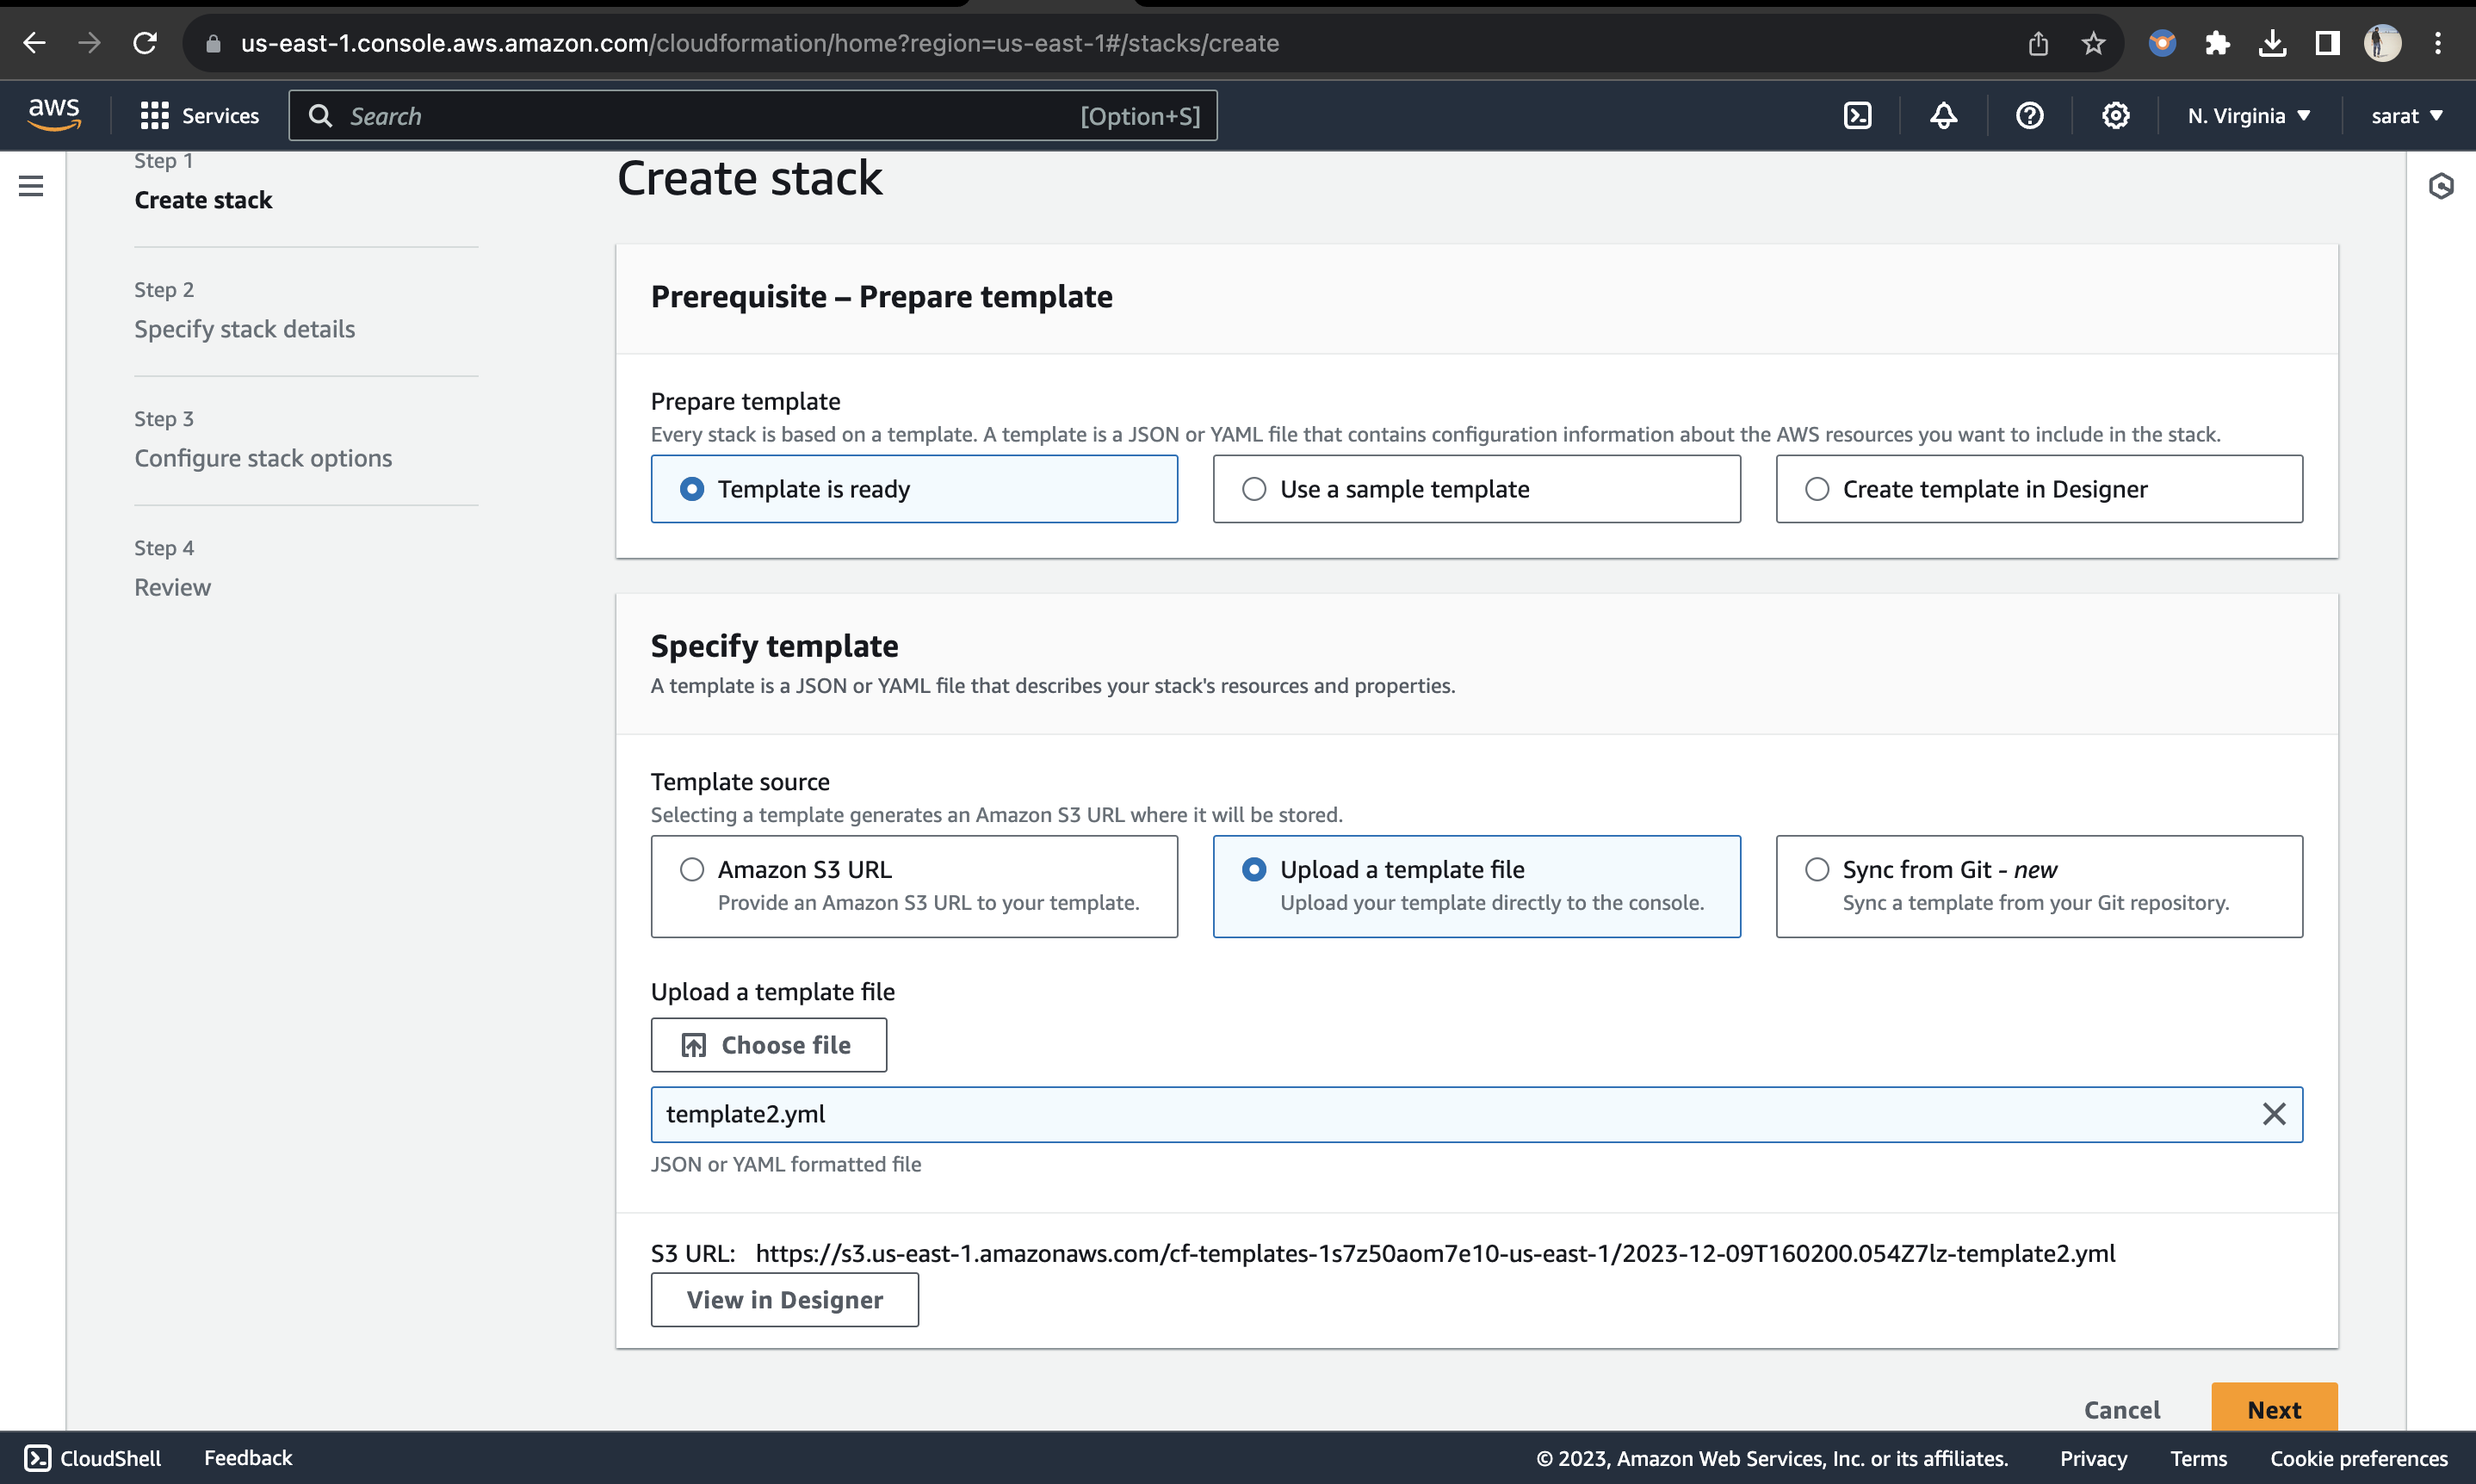 us-east-1.console.aws.amazon.com/cloudformation/home?region=us-east-1#/stacks/create
aws
Services
Search
[Option+S]
N. Virginia
sarat
Step 1
Create stack
Step 2
Specify stack details
Step 3
Configure stack options
Step 4
Review
Create stack
Prerequisite – Prepare template
Prepare template
Every stack is based on a template. A template is a JSON or YAML file that contains configuration information about the AWS resources you want to include in the stack.
Template is ready
Use a sample template
Create template in Designer
Specify template
A template is a JSON or YAML file that describes your stack's resources and properties.
Template source
Selecting a template generates an Amazon S3 URL where it will be stored.
Amazon S3 URL
Provide an Amazon S3 URL to your template.
Upload a template file
Upload your template directly to the console.
Sync from Git - new
Sync a template from your Git repository.
Upload a template file
Choose file
template2.yml
JSON or YAML formatted file
S3 URL: https://s3.us-east-1.amazonaws.com/cf-templates-1s7z50aom7e10-us-east-1/2023-12-09T160200.054Z7lz-template2.yml
View in Designer
Cancel
Next
CloudShell
Feedback
© 2023, Amazon Web Services, Inc. or its affiliates.
Privacy
Terms
Cookie preferences